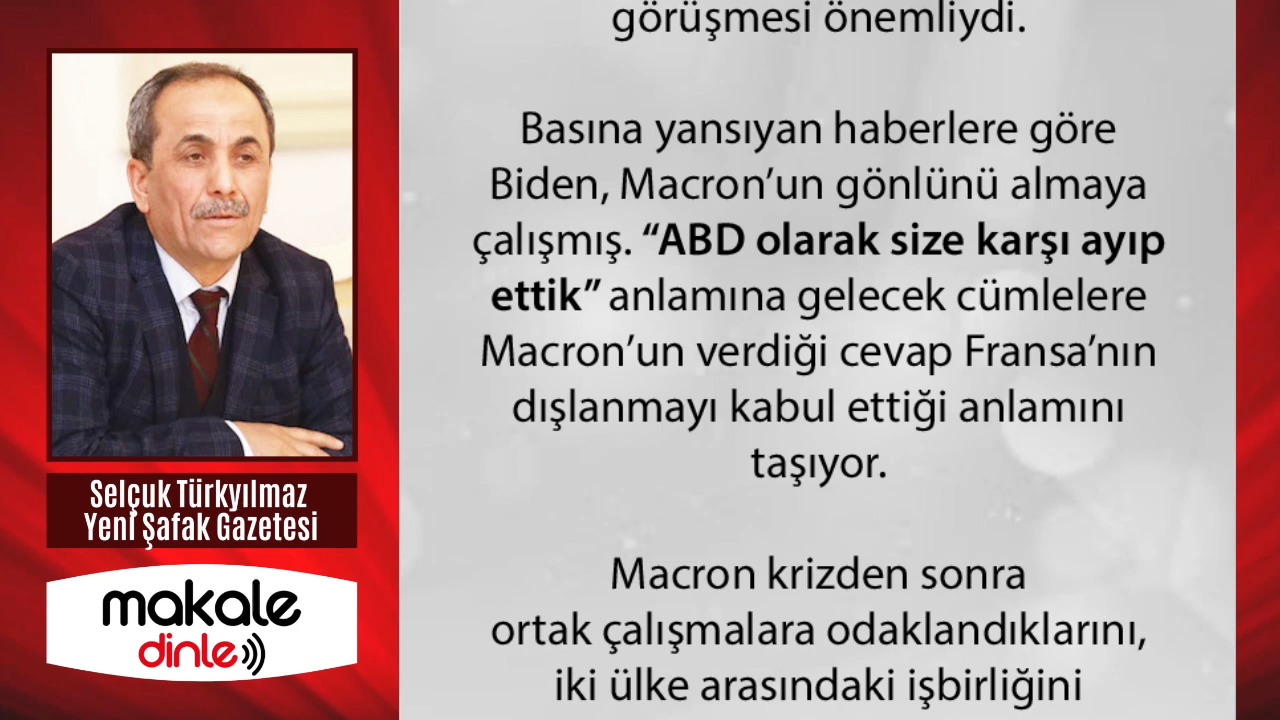 görüşmesi önemliydi.
Basına yansıyan haberlere göre
Biden, Macron’un gönlünü almaya
çalışmış. “ABD olarak size karşı ayıp
ettik” anlamına gelecek cümlelere
Macron’un verdiği cevap Fransa’nın
dışlanmayı kabul ettiği anlamını
taşıyor.
Macron krizden sonra
ortak çalışmalara odaklandıklarını,
iki ülke arasındaki işbirliğini
Selçuk Türkyılmaz
Yeni Şafak Gazetesi
makale
dinle